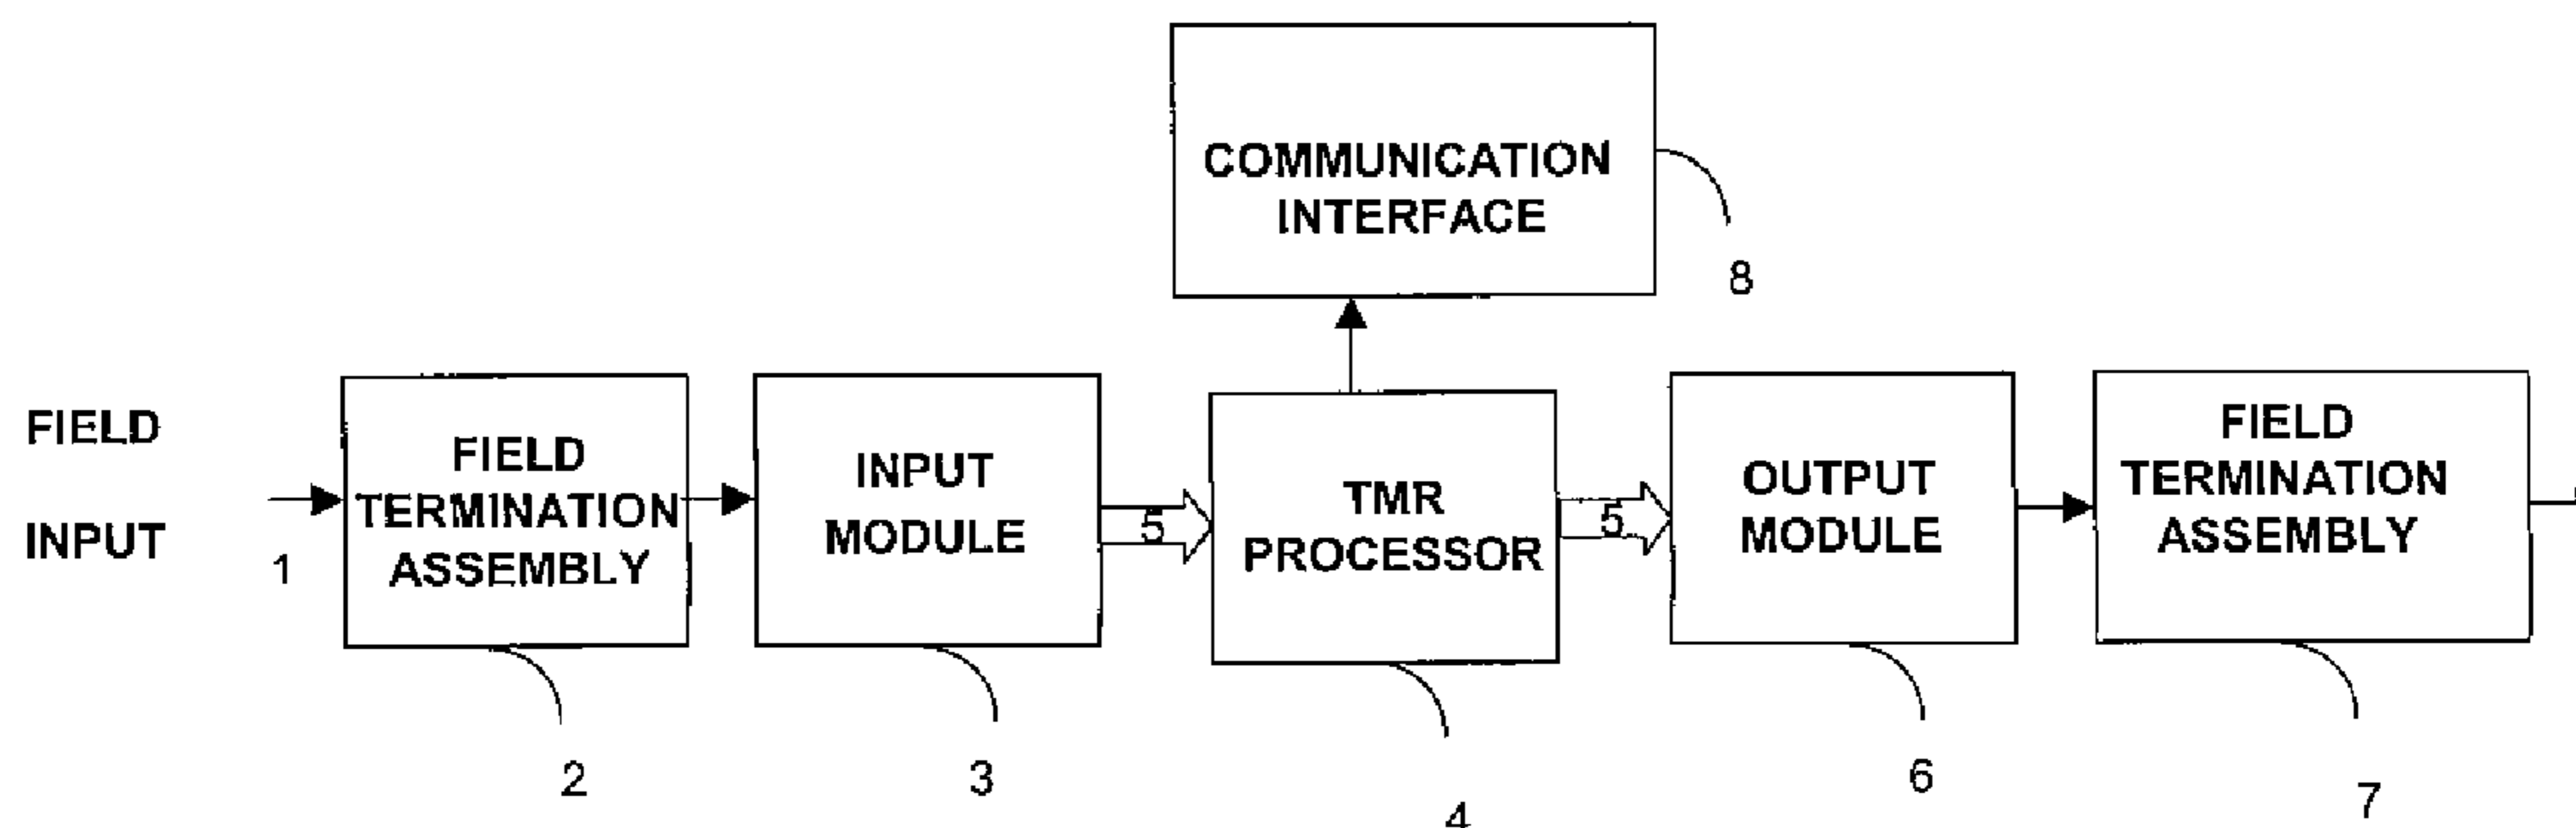 COMMUNICATION
INTERFACE
8
FIELD
INPUT
1
FIELD
TERMINATION
ASSEMBLY
2
INPUT
MODULE
3
5
TMR
PROCESSOR
4
5
OUTPUT
MODULE
6
FIELD
TERMINATION
ASSEMBLY
7